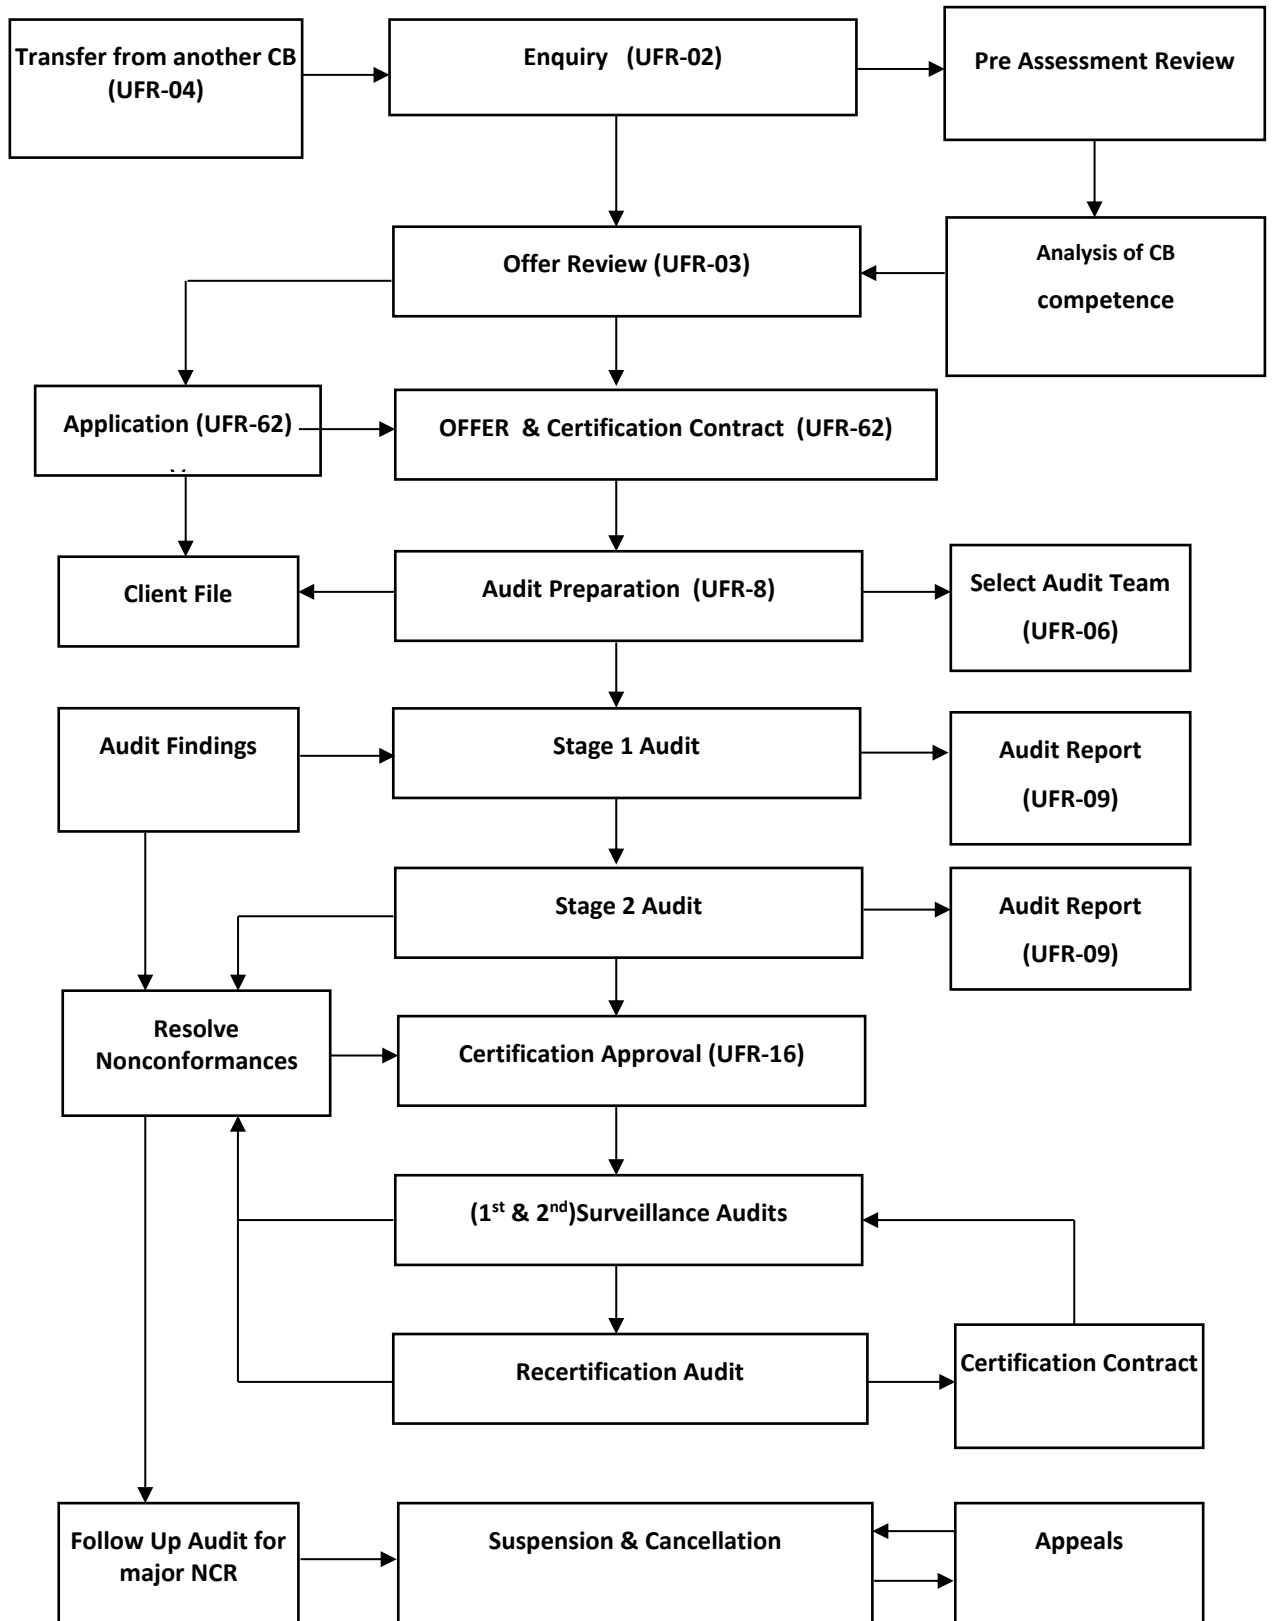 Transfer from another CB
(UFR-04)
Enquiry (UFR-02)
Pre Assessment Review
Offer Review (UFR-03)
Analysis of CB
competence
Application (UFR-62)
OFFER & Certification Contract (UFR-62)
Client File
Audit Preparation (UFR-8)
Select Audit Team
(UFR-06)
Audit Findings
Stage 1 Audit
Audit Report
(UFR-09)
Stage 2 Audit
Audit Report
(UFR-09)
Resolve
Nonconformances
Certification Approval (UFR-16)
(1st & 2nd)Surveillance Audits
Recertification Audit
Certification Contract
Follow Up Audit for
major NCR
Suspension & Cancellation
Appeals